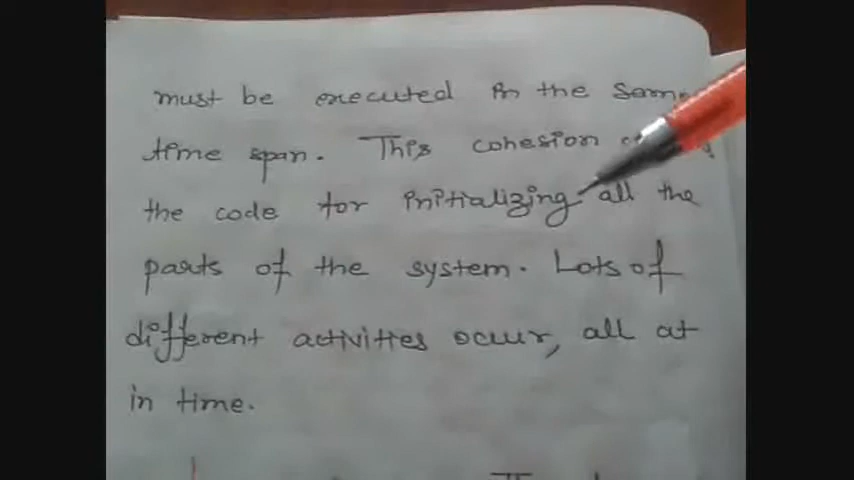 must be executed in the same
time span. This cohesion
the code for initializing all the
parts of the system. Lots of
different activities occur, all at
in time.